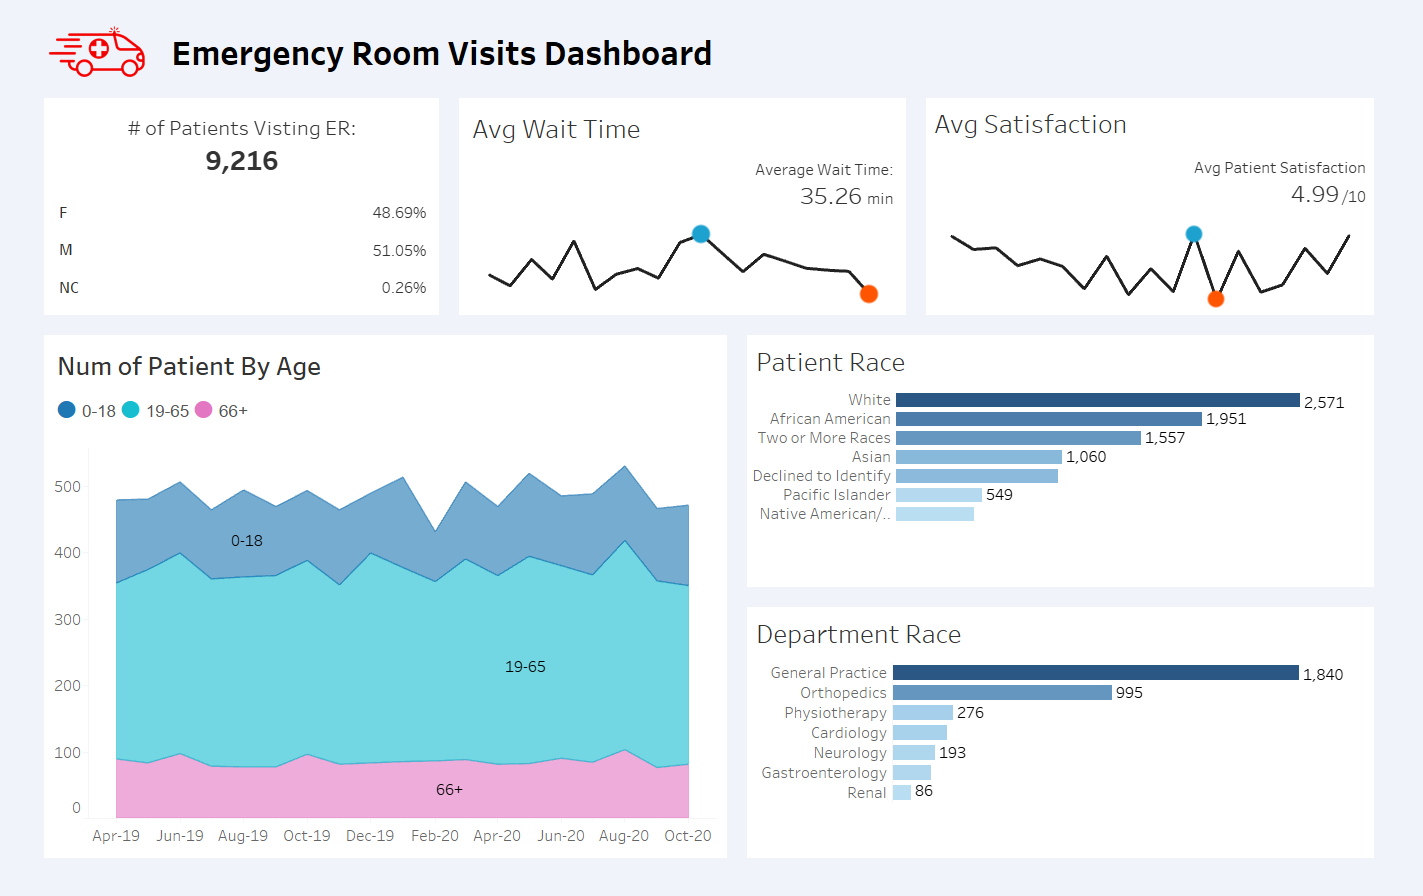 Emergency Room Visits Dashboard
# of Patients Visting ER:
9,216
F 48.69%
M 51.05%
NC 0.26%
Avg Wait Time
Average Wait Time:
35.26 min
Avg Satisfaction
Avg Patient Satisfaction
4.99/10
Num of Patient By Age
0-18 19-65 66+
500
400
300
200
100
0
0-18
19-65
66+
Apr-19 Jun-19 Aug-19 Oct-19 Dec-19 Feb-20 Apr-20 Jun-20 Aug-20 Oct-20
Patient Race
White 2,571
African American 1,951
Two or More Races 1,557
Asian 1,060
Declined to Identify
Pacific Islander 549
Native American/..
Department Race
General Practice 1,840
Orthopedics 995
Physiotherapy 276
Cardiology
Neurology 193
Gastroenterology
Renal 86